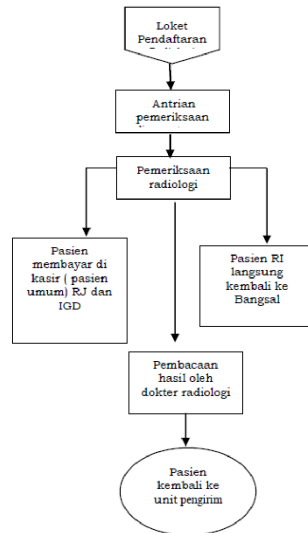 Loket
Pendaftaran
Antrian
pemeriksaan
Pemeriksaan
radiologi
Pasien
membayar di
kasir ( pasien
umum) RJ dan
IGD
Pasien RI
langsung
kembali ke
Bangsal
Pembacaan
hasil oleh
dokter radiologi
Pasien
kembali ke
unit pengirim